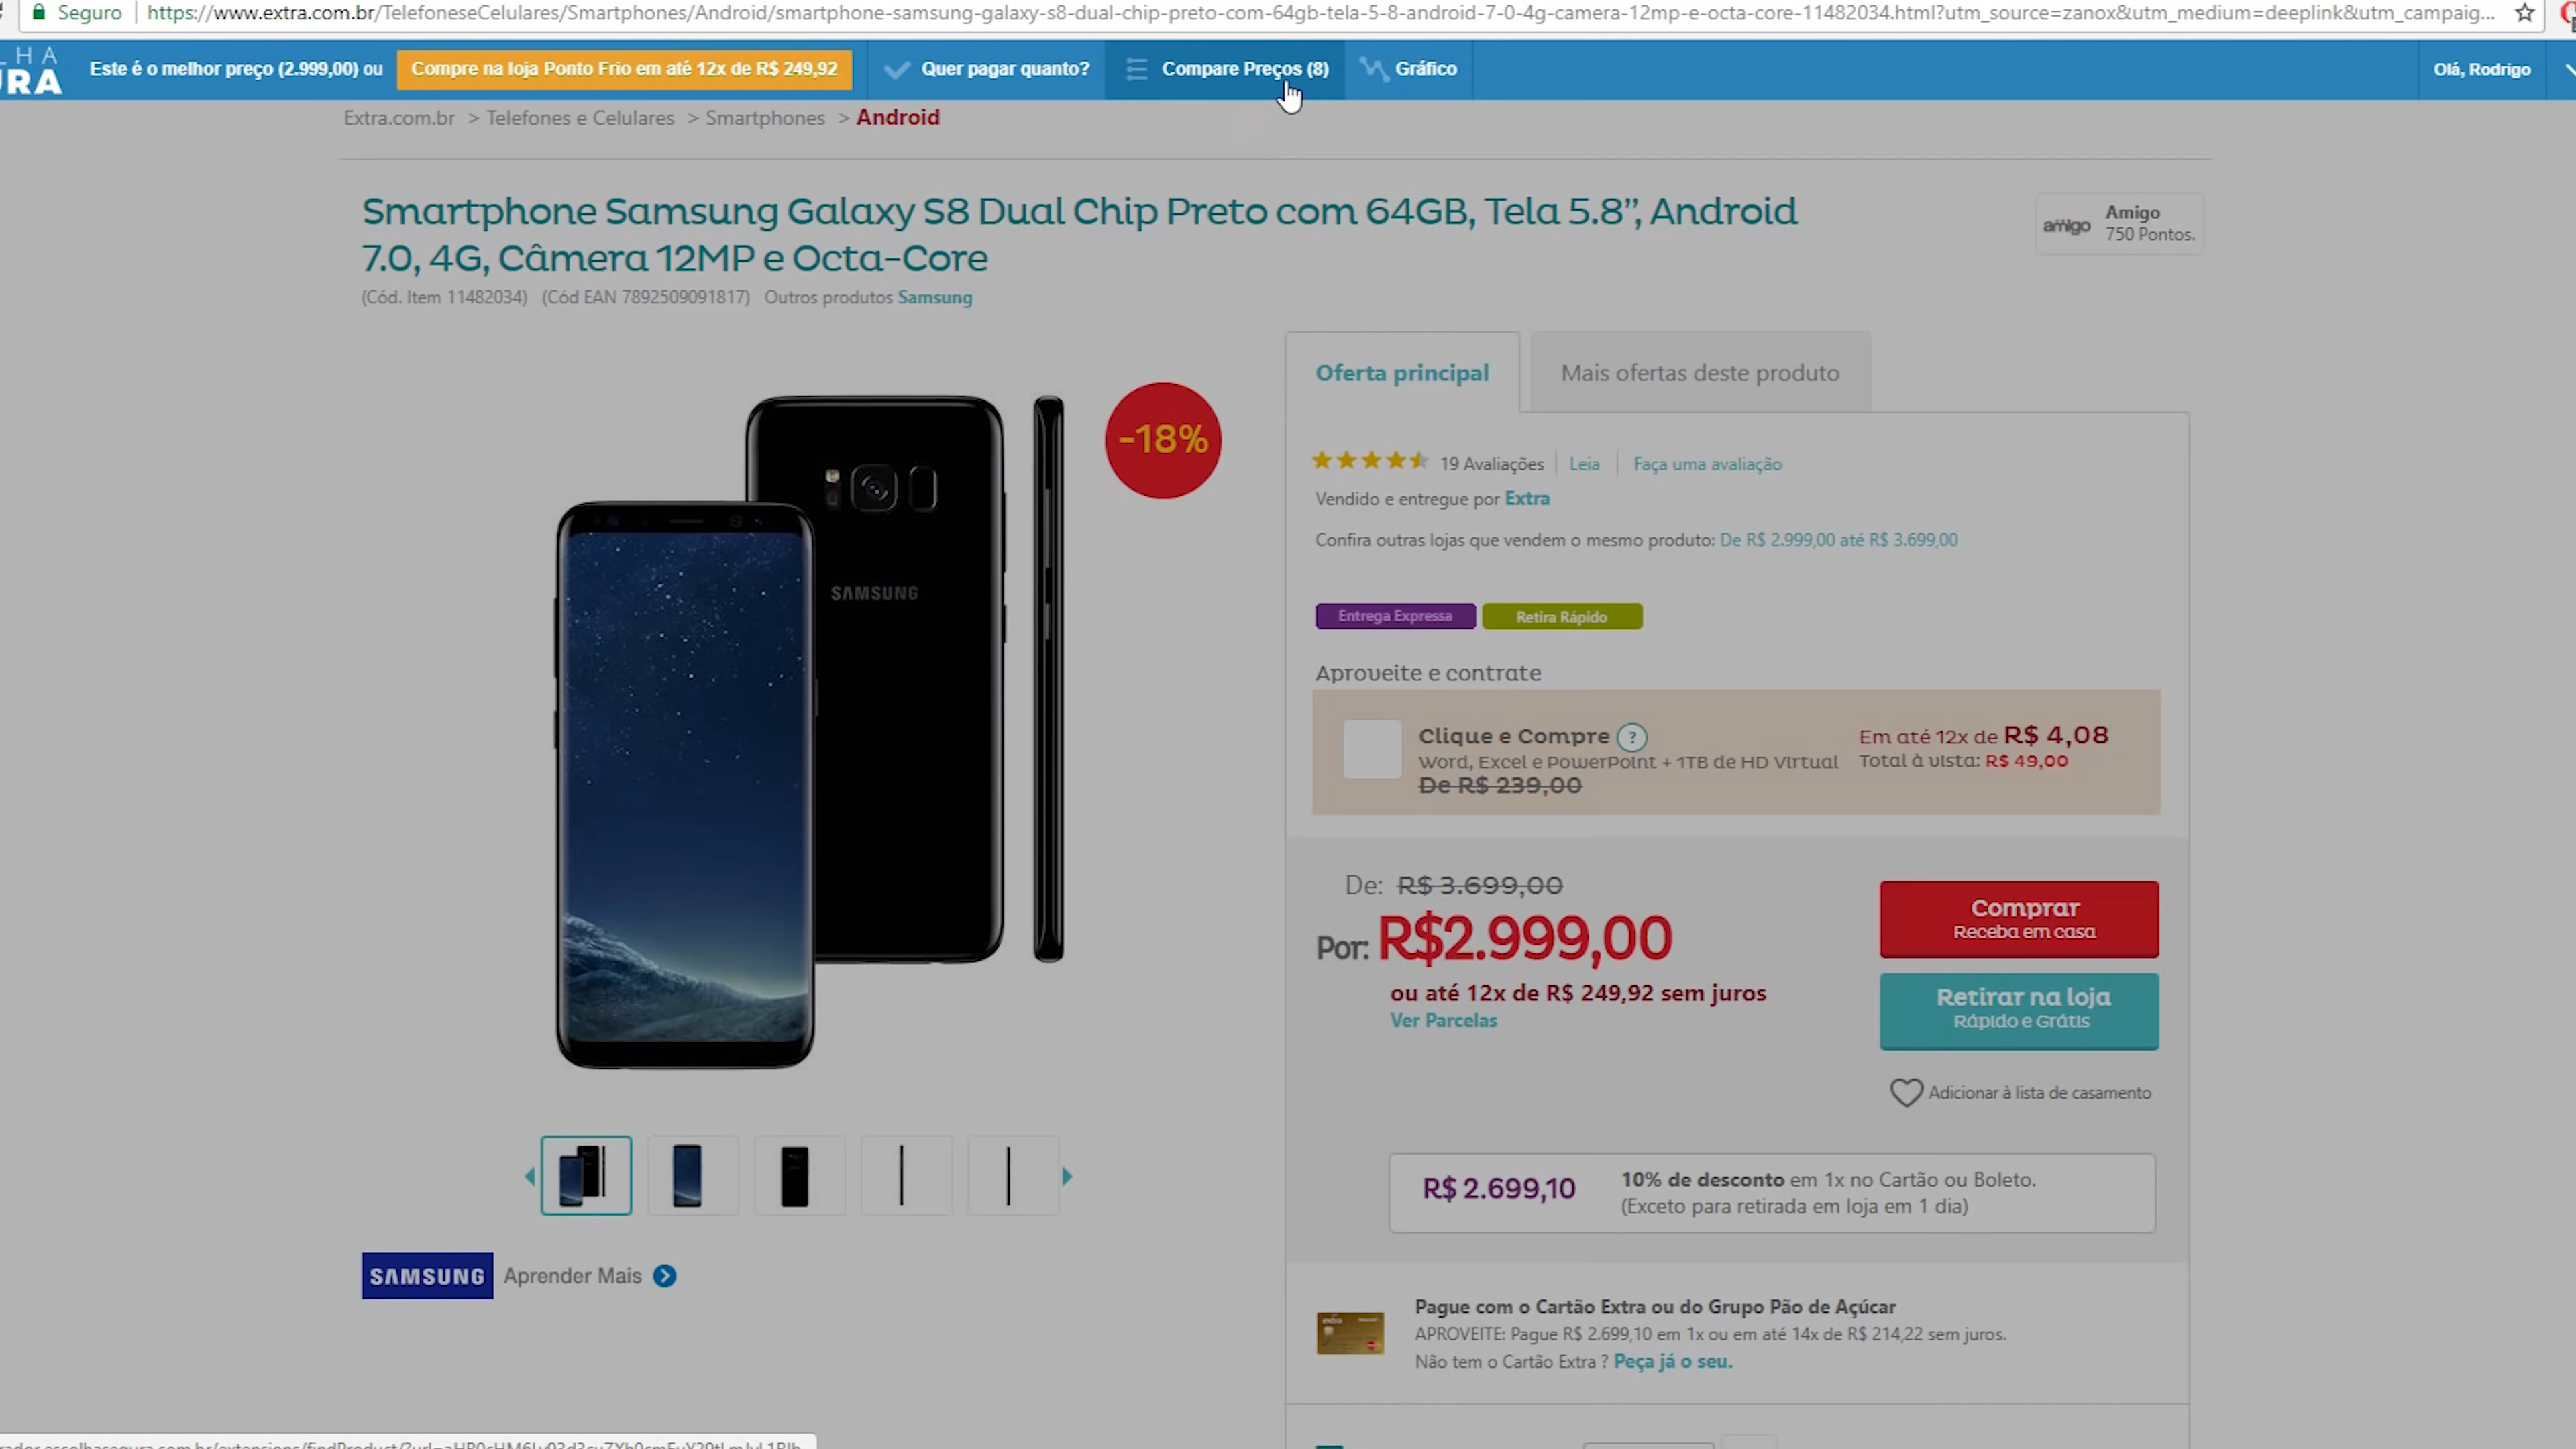 Seguro
https://www.extra.com.br/TelefoneseCelulares/Smartphones/Android/smartphone-samsung-galaxy-s8-dual-chip-preto-com-64gb-tela-5-8-android-7-0-4g-camera-12mp-e-octa-core-11482034.html?utm_source=zanox&utm_medium=deeplink&utm_campaig...
Este é o melhor preço (2.999,00) ou
Compre na loja Ponto Frio em até 12x de R$ 249,92
Quer pagar quanto?
Compare Preços (8)
Gráfico
Olá, Rodrigo
Extra.com.br > Telefones e Celulares > Smartphones > Android
Smartphone Samsung Galaxy S8 Dual Chip Preto com 64GB, Tela 5.8”, Android
7.0, 4G, Câmera 12MP e Octa-Core
(Cód. Item 11482034) (Cód EAN 7892509091817) Outros produtos Samsung
amigo
Amigo
750 Pontos.
-18%
SAMSUNG
Oferta principal
Mais ofertas deste produto
19 Avaliações
Leia
Faça uma avaliação
Vendido e entregue por Extra
Confira outras lojas que vendem o mesmo produto: De R$ 2.999,00 até R$ 3.699,00
Entrega Expressa
Retira Rápido
Aproveite e contrate
Clique e Compre ?
Word, Excel e PowerPoint + 1TB de HD Virtual
De R$ 239,00
Em até 12x de R$ 4,08
Total à vista: R$ 49,00
De: R$ 3.699,00
Por: R$2.999,00
ou até 12x de R$ 249,92 sem juros
Ver Parcelas
Comprar
Receba em casa
Retirar na loja
Rápido e Grátis
Adicionar à lista de casamento
R$ 2.699,10
10% de desconto em 1x no Cartão ou Boleto.
(Exceto para retirada em loja em 1 dia)
SAMSUNG
Aprender Mais
Pague com o Cartão Extra ou do Grupo Pão de Açúcar
APROVEITE: Pague R$ 2.699,10 em 1x ou em até 14x de R$ 214,22 sem juros.
Não tem o Cartão Extra ? Peça já o seu.